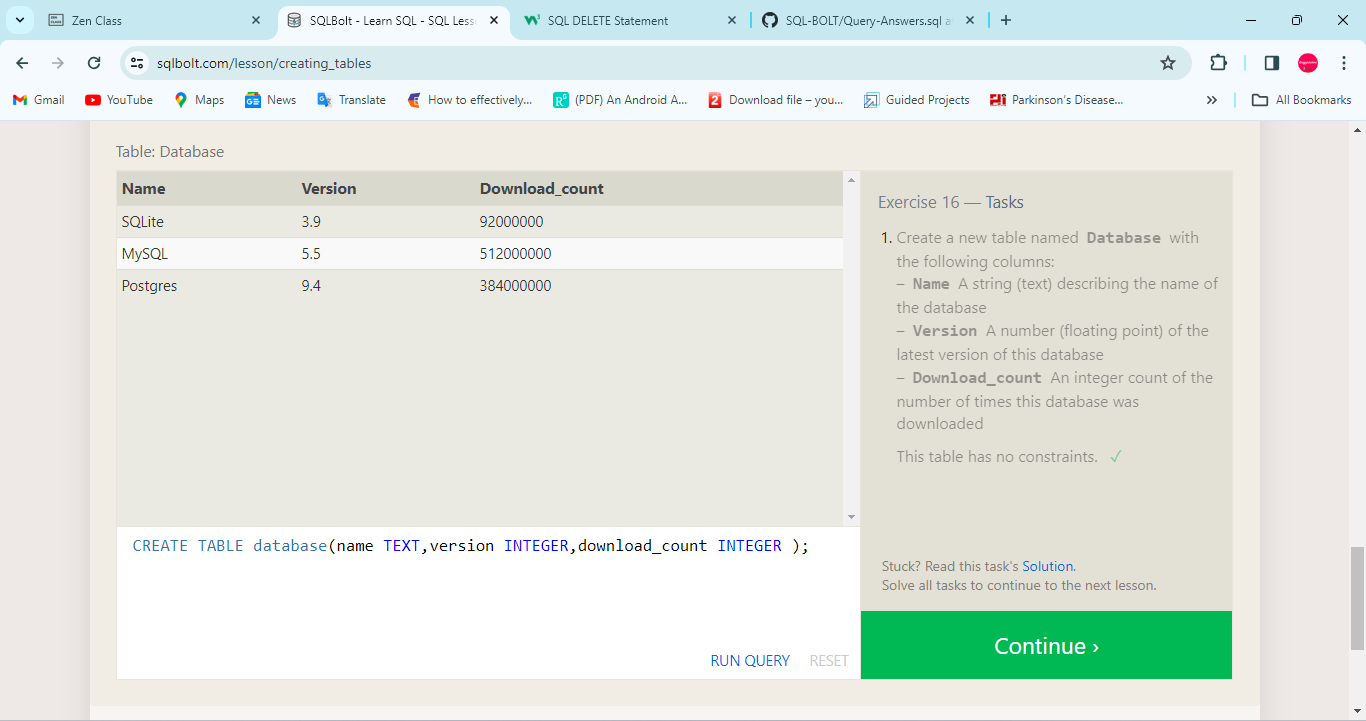 Zen Class
SQLBolt - Learn SQL - SQL Less
SQL DELETE Statement
SQL-BOLT/Query-Answers.sql a
sqlbolt.com/lesson/creating_tables
Gmail YouTube Maps News Translate How to effectively... (PDF) An Android A... Download file – you... Guided Projects Parkinson's Disease... » All Bookmarks
Table: Database
Name Version Download_count
SQLite 3.9 92000000
MySQL 5.5 512000000
Postgres 9.4 384000000
CREATE TABLE database(name TEXT,version INTEGER,download_count INTEGER );
RUN QUERY RESET
Exercise 16 — Tasks
1. Create a new table named Database with
the following columns:
– Name A string (text) describing the name of
the database
– Version A number (floating point) of the
latest version of this database
– Download_count An integer count of the
number of times this database was
downloaded
This table has no constraints. ✓
Stuck? Read this task's Solution.
Solve all tasks to continue to the next lesson.
Continue ›